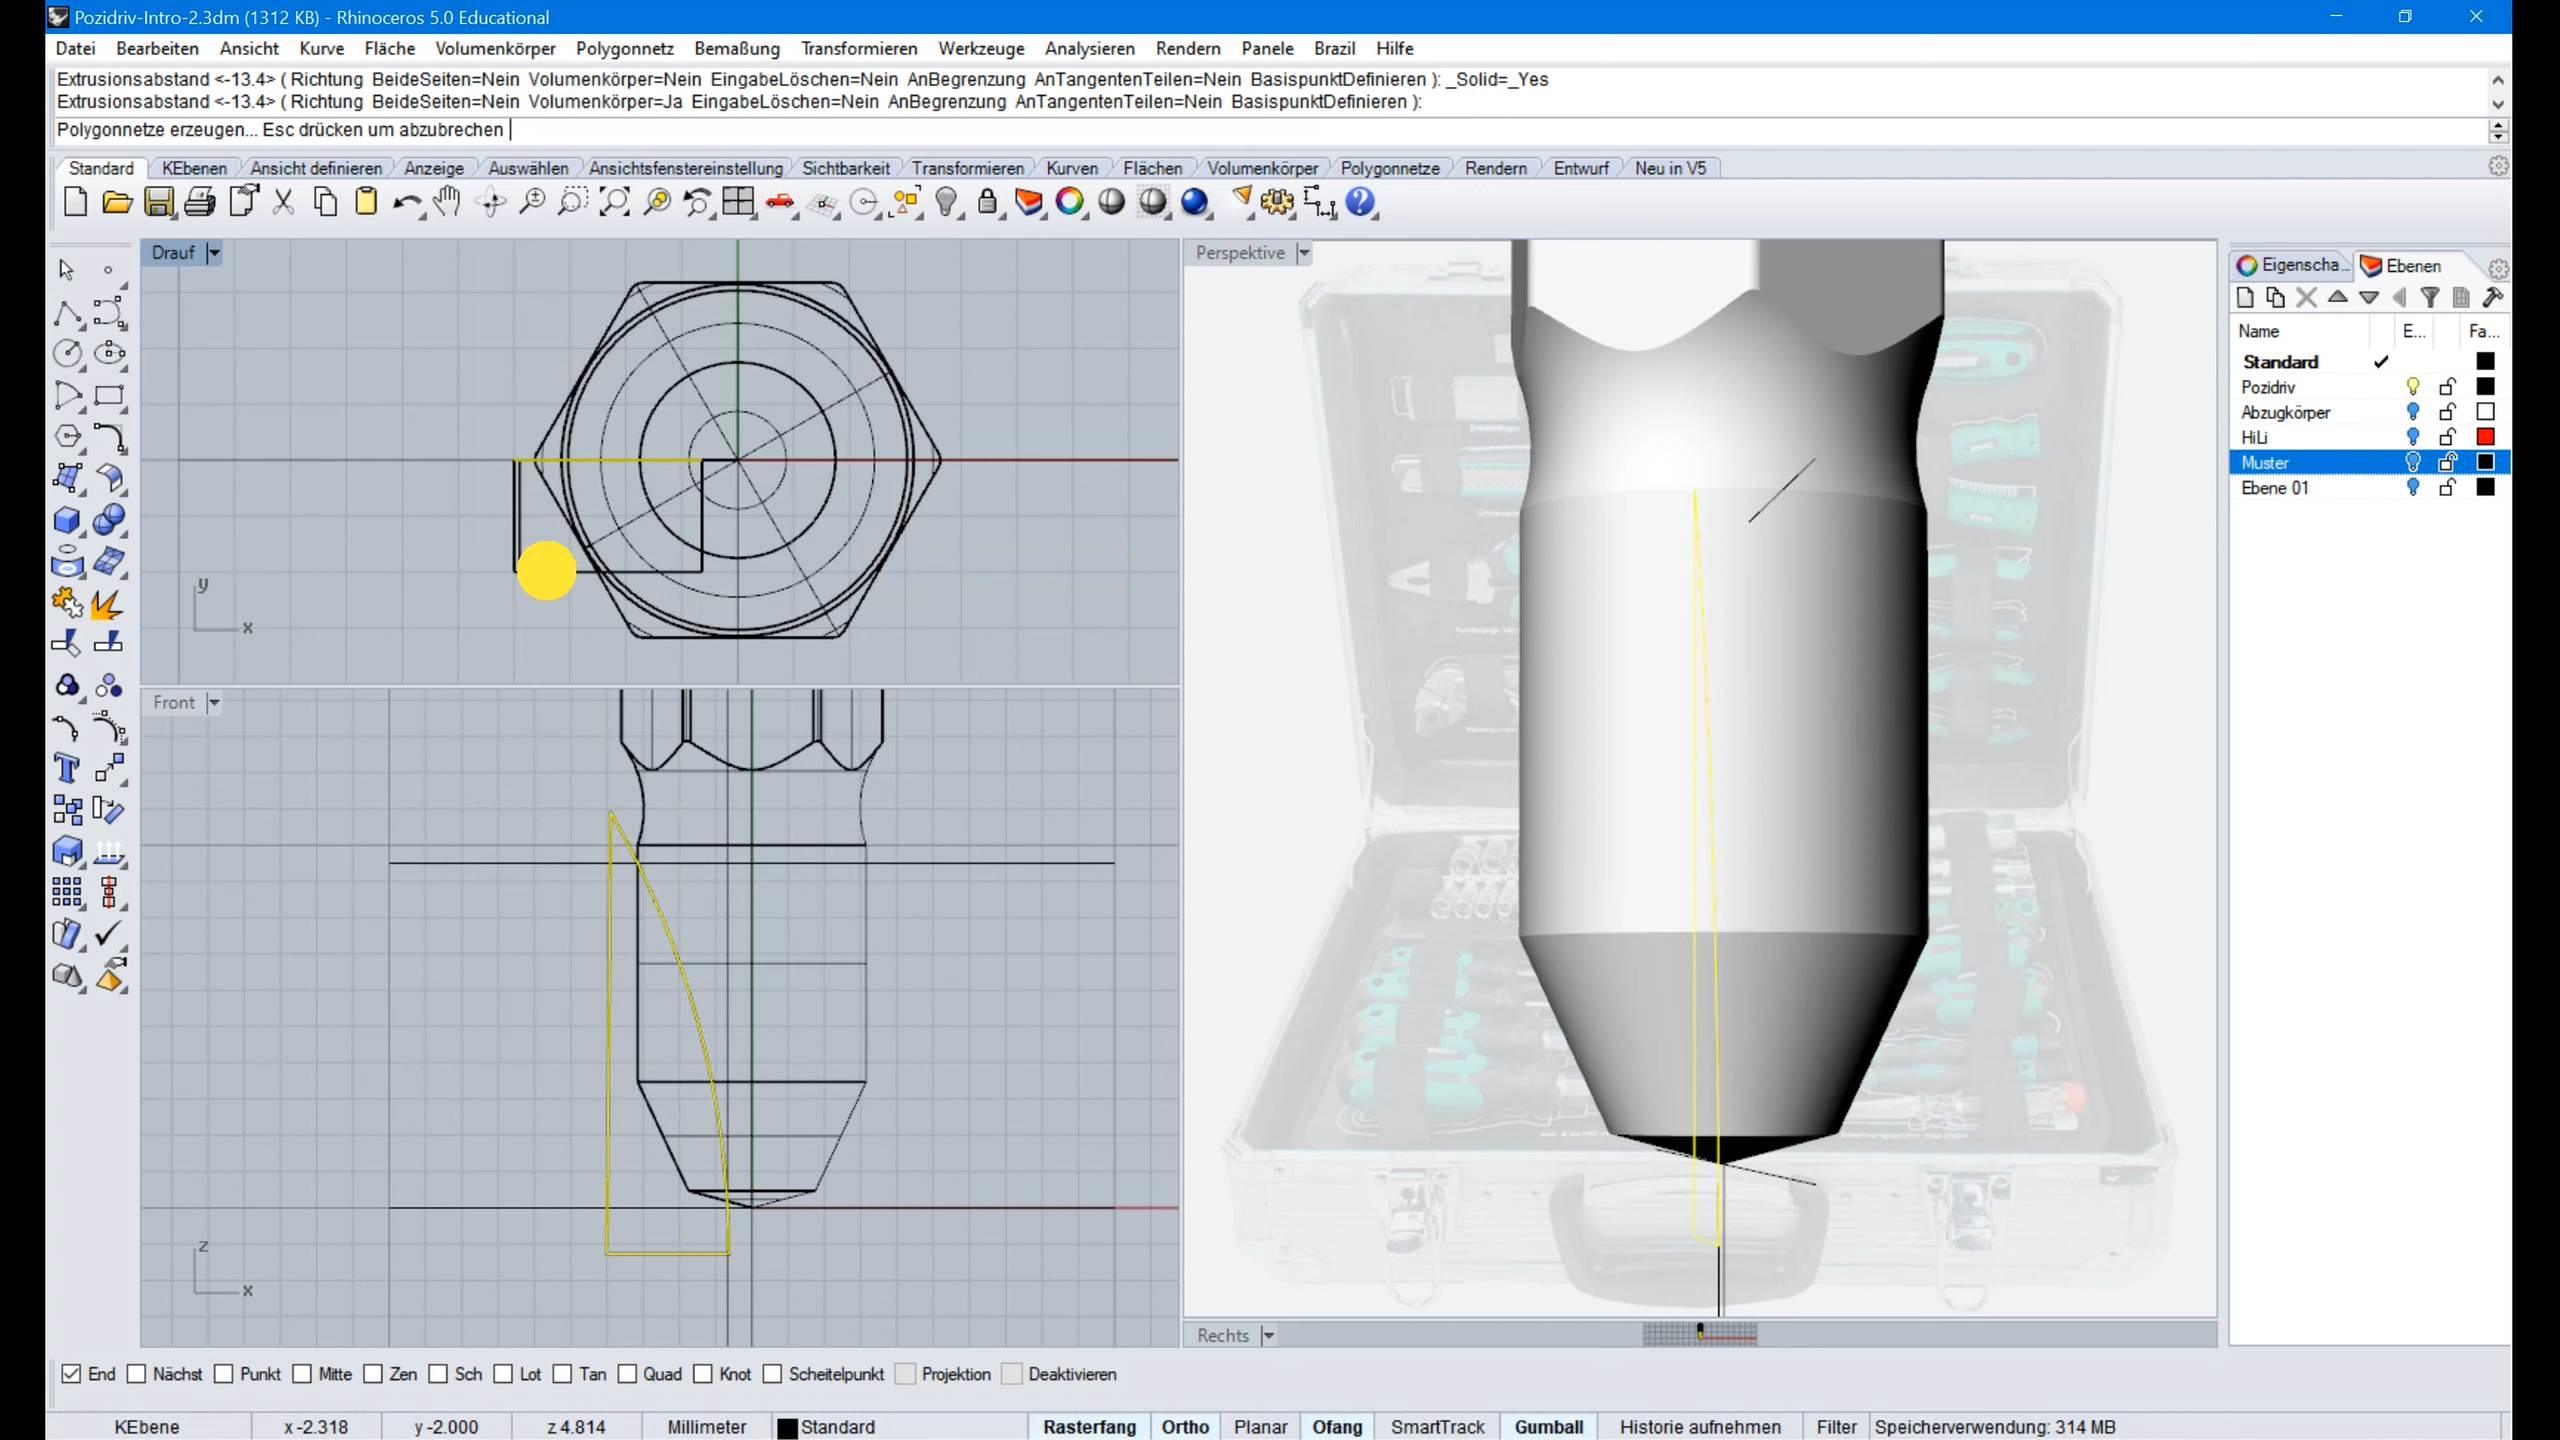 Pozidriv-Intro-2.3dm (1312 KB) - Rhinoceros 5.0 Educational
Datei Bearbeiten Ansicht Kurve Fläche Volumenkörper Polygonnetz Bemaßung Transformieren Werkzeuge Analysieren Rendern Panele Brazil Hilfe
Extrusionsabstand <-13.4> ( Richtung BeideSeiten=Nein Volumenkörper=Nein EingabeLöschen=Nein AnBegrenzung AnTangentenTeilen=Nein BasispunktDefinieren ): _Solid=_Yes
Extrusionsabstand <-13.4> ( Richtung BeideSeiten=Nein Volumenkörper=Ja EingabeLöschen=Nein AnBegrenzung AnTangentenTeilen=Nein BasispunktDefinieren ):
Polygonnetze erzeugen... Esc drücken um abzubrechen
Standard KEbenen Ansicht definieren Anzeige Auswählen Ansichtsfenstereinstellung Sichtbarkeit Transformieren Kurven Flächen Volumenkörper Polygonnetze Rendern Entwurf Neu in V5
Drauf
Perspektive
Eigenscha... Ebenen
Name E... Fa...
Standard
Pozidriv
Abzugkörper
HiLi
Muster
Ebene 01
y
x
Front
z
x
Rechts
End Nächst Punkt Mitte Zen Sch Lot Tan Quad Knot Scheitelpunkt Projektion Deaktivieren
KEbene x -2.318 y -2.000 z 4.814 Millimeter Standard Rasterfang Ortho Planar Ofang SmartTrack Gumball Historie aufnehmen Filter Speicherverwendung: 314 MB